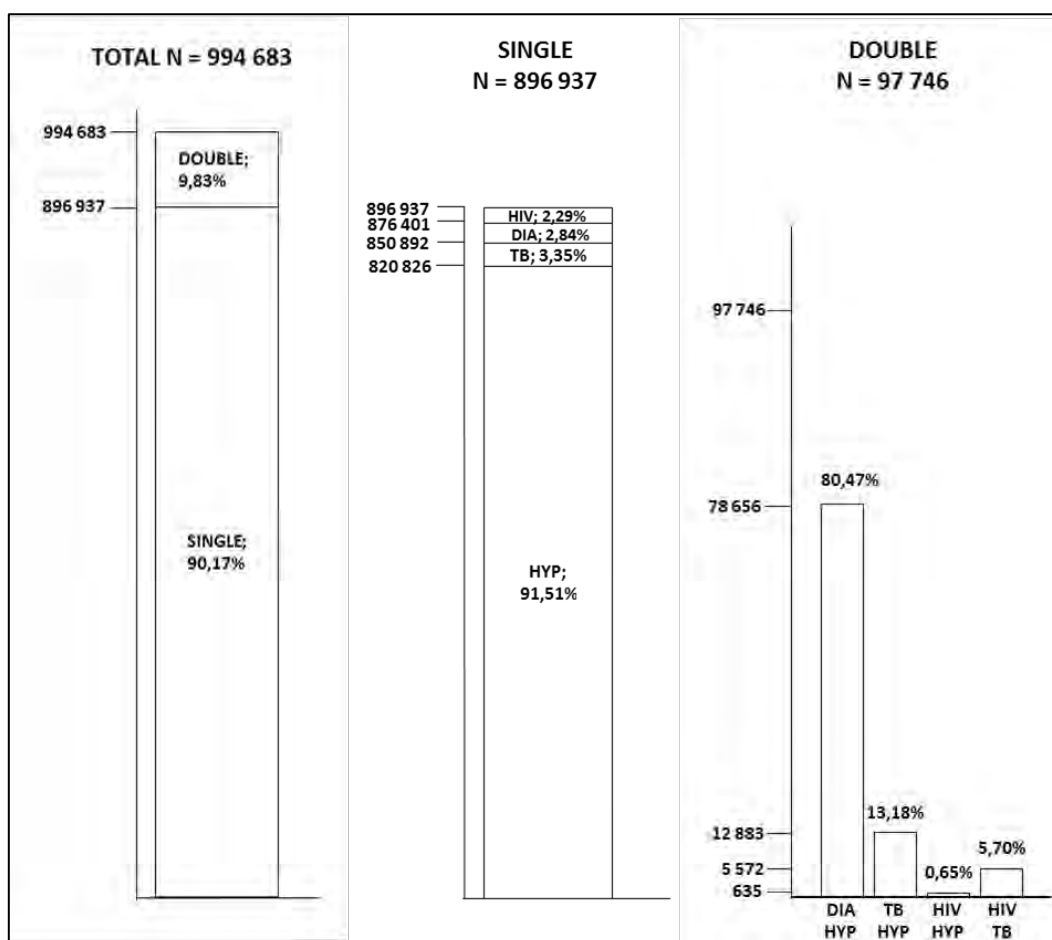 TOTAL N = 994 683
994 683
896 937
DOUBLE;
9,83%
SINGLE;
90,17%
SINGLE
N = 896 937
896 937
876 401
850 892
820 826
HIV; 2,29%
DIA; 2,84%
TB; 3,35%
HYP;
91,51%
DOUBLE
N = 97 746
97 746
78 656
12 883
5 572
635
80,47%
13,18%
0,65%
5,70%
DIA HYP
TB HYP
HIV HYP
HIV TB